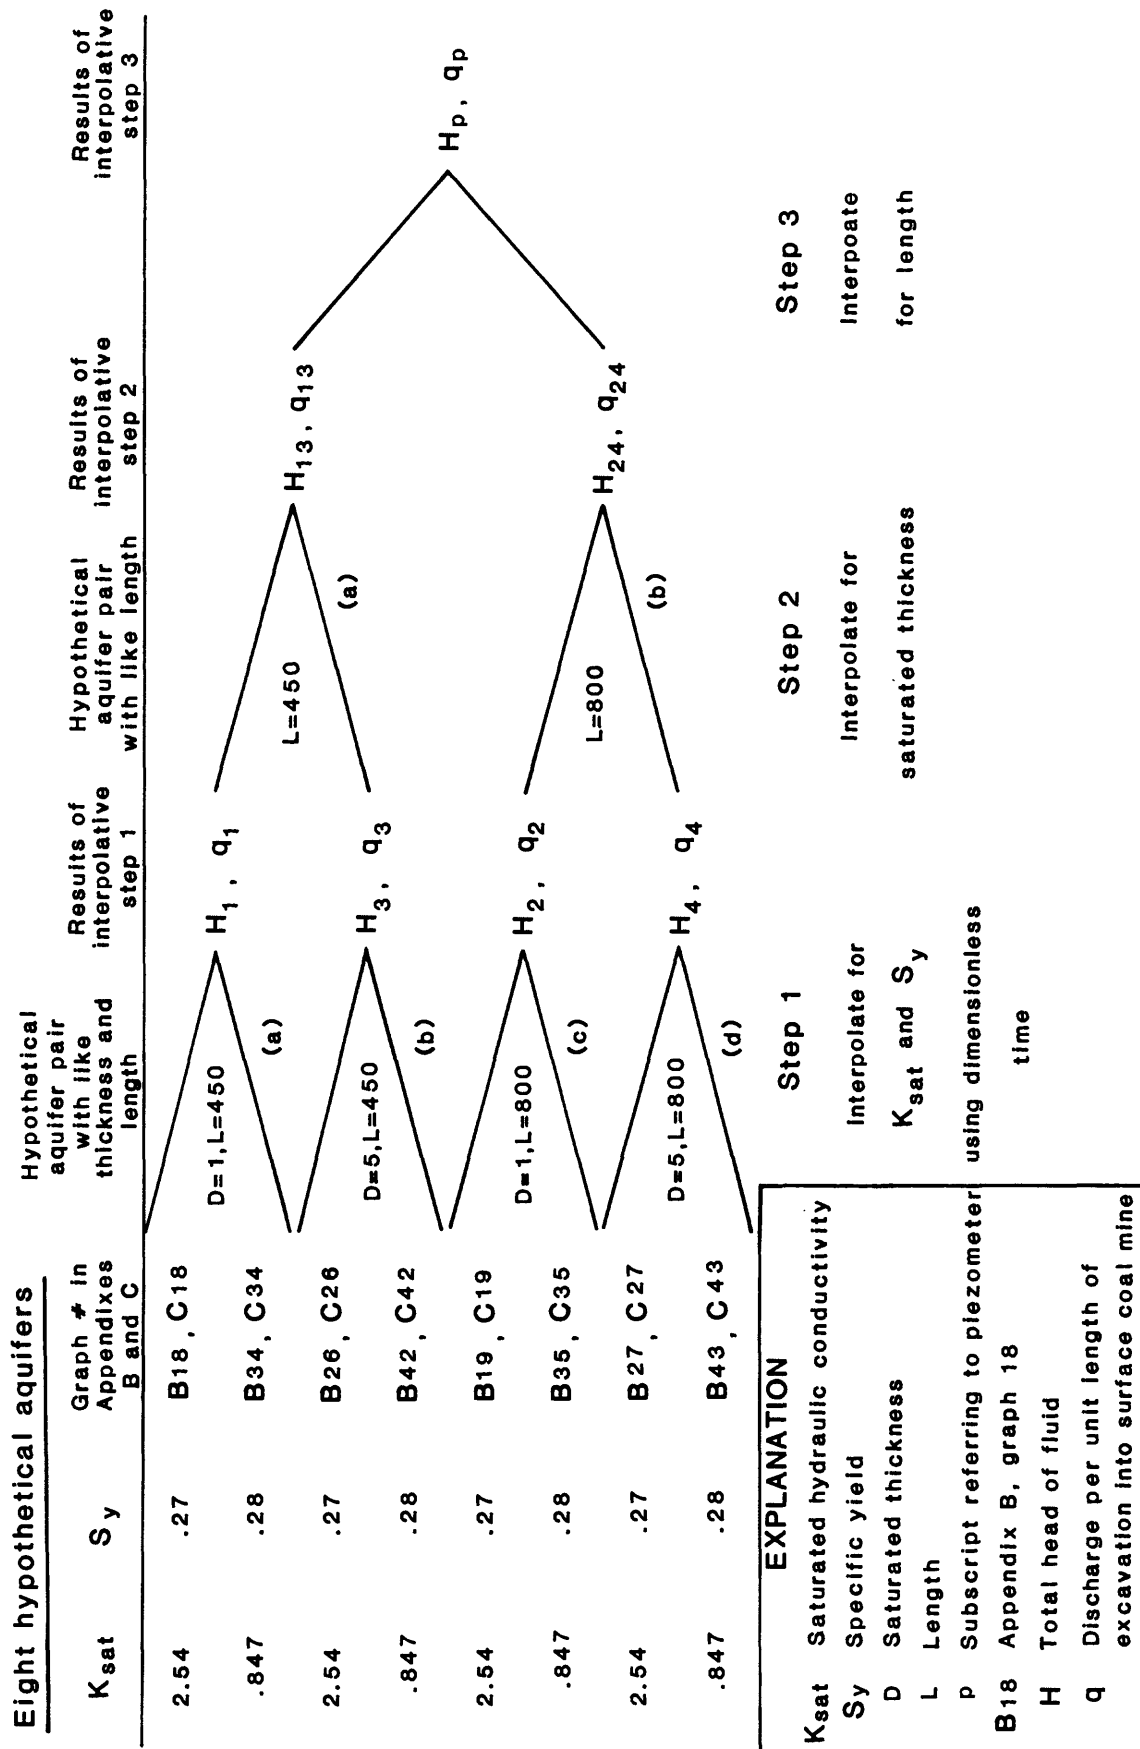 Eight hypothetical aquifers
Ksat
Sy
Graph # in
Appendixes
B and C
Hypothetical
aquifer pair
with like
thickness and
length
Results of
interpolative
step 1
Hypothetical
aquifer pair
with like length
Results of
interpolative
step 2
Results of
interpolative
step 3
2.54 .27 B18, C18
.847 .28 B34, C34
2.54 .27 B26, C26
.847 .28 B42, C42
2.54 .27 B19, C19
.847 .28 B35, C35
2.54 .27 B27, C27
.847 .28 B43, C43
D=1,L=450
(a)
D=5,L=450
(b)
D=1,L=800
(c)
D=5,L=800
(d)
H1, q1
H3, q3
H2, q2
H4, q4
L=450
(a)
L=800
(b)
H13, q13
H24, q24
Hp, qp
Step 1
Interpolate for
Ksat and Sy
using dimensionless
time
Step 2
Interpolate for
saturated thickness
Step 3
Interpoate
for length
EXPLANATION
Ksat Saturated hydraulic conductivity
Sy Specific yield
D Saturated thickness
L Length
p Subscript referring to piezometer
B18 Appendix B, graph 18
H Total head of fluid
q Discharge per unit length of
excavation into surface coal mine